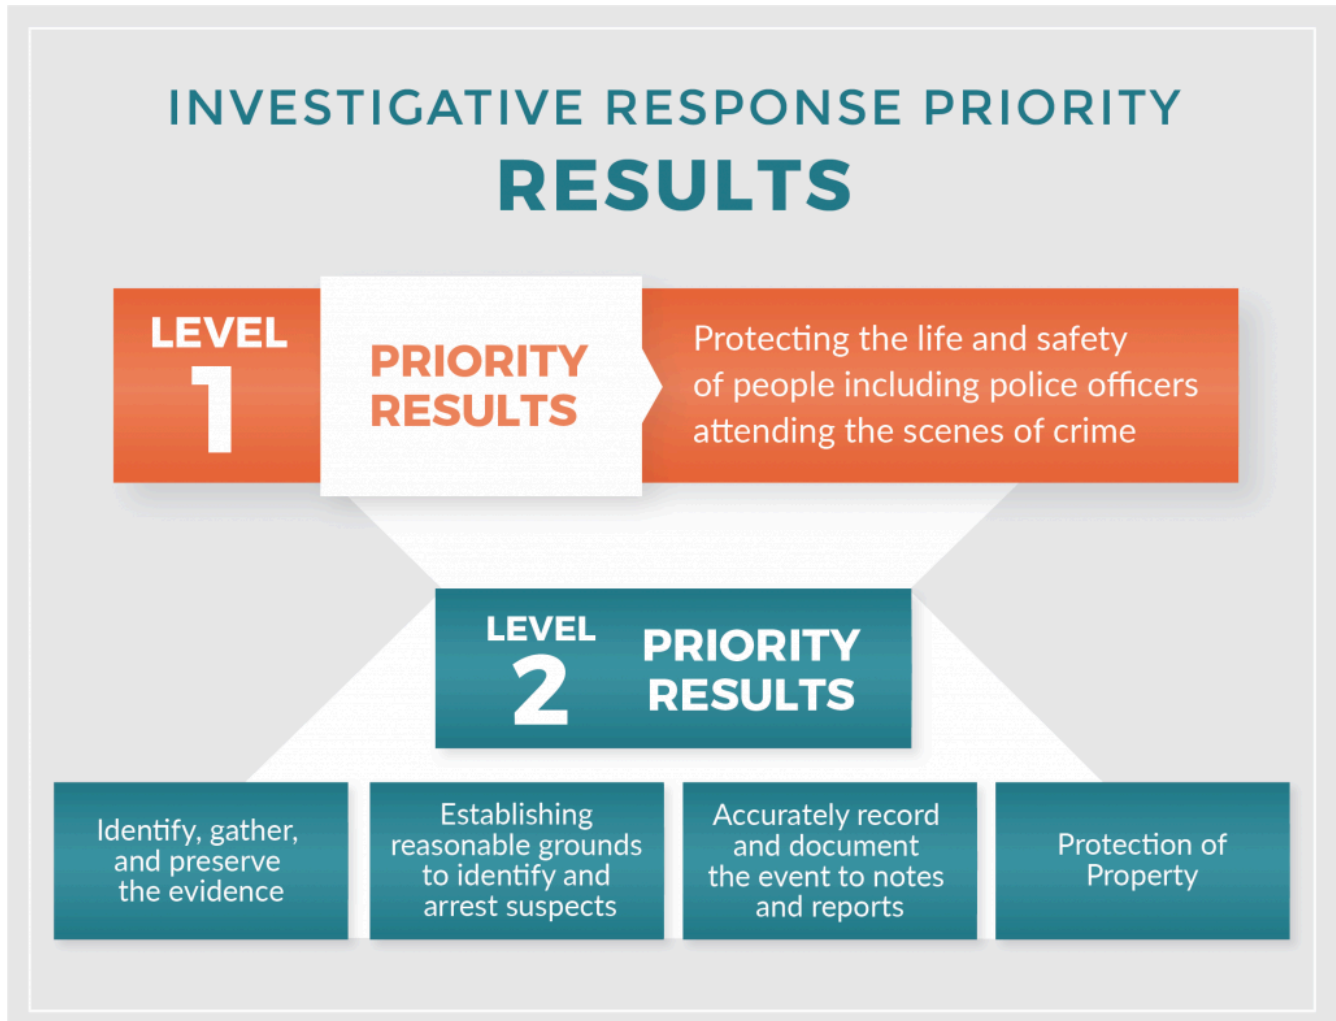 INVESTIGATIVE RESPONSE PRIORITY
RESULTS
LEVEL
1
PRIORITY
RESULTS
Protecting the life and safety
of people including police officers
attending the scenes of crime
LEVEL
2
PRIORITY
RESULTS
Identify, gather,
and preserve
the evidence
Establishing
reasonable grounds
to identify and
arrest suspects
Accurately record
and document
the event to notes
and reports
Protection of
Property